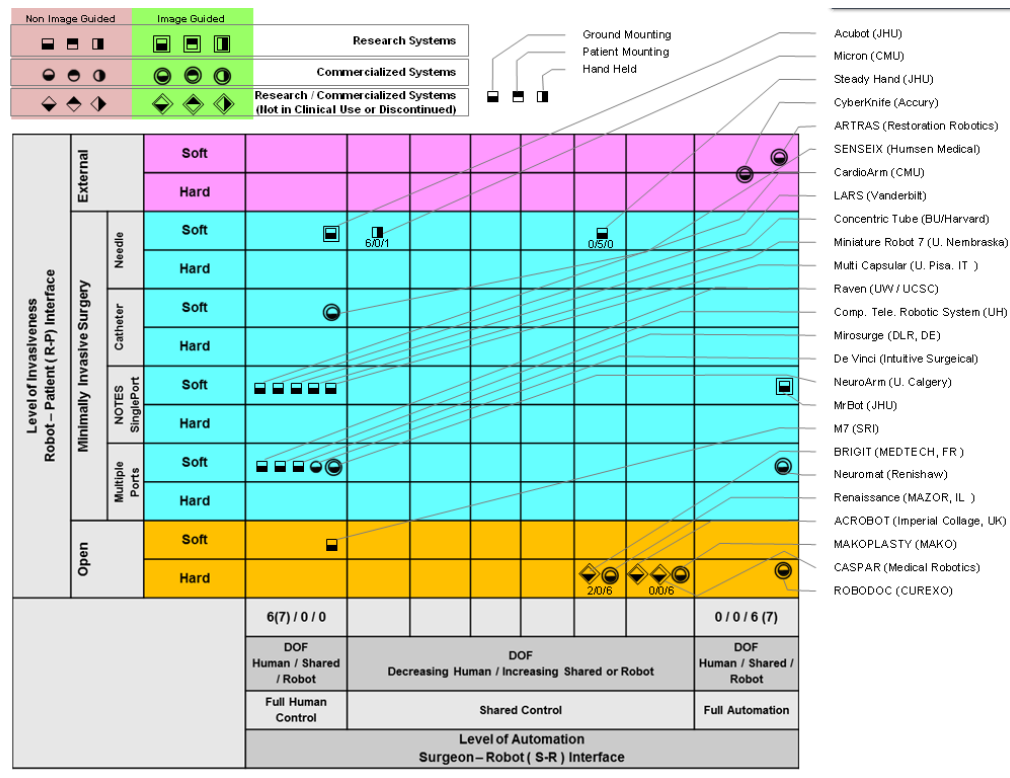 Non Image Guided
Image Guided
Research Systems
Commercialized Systems
Research / Commercialized Systems
(Not in Clinical Use or Discontinued)
Ground Mounting
Patient Mounting
Hand Held
Acubot (JHU)
Micron (CMU)
Steady Hand (JHU)
CyberKnife (Accury)
ARTRAS (Restoration Robotics)
SENSEIX (Humsen Medical)
CardioArm (CMU)
LARS (Vanderbilt)
Concentric Tube (BU/Harvard)
Miniature Robot 7 (U. Nembraska)
Multi Capsular (U. Pisa. IT )
Raven (UW / UCSC)
Comp. Tele. Robotic System (UH)
Mirosurge (DLR, DE)
De Vinci (Intuitive Surgeical)
NeuroArm (U. Calgery)
MrBot (JHU)
M7 (SRI)
BRIGIT (MEDTECH, FR )
Neuromat (Renishaw)
Renaissance (MAZOR, IL )
ACROBOT (Imperial Collage, UK)
MAKOPLASTY (MAKO)
CASPAR (Medical Robotics)
ROBODOC (CUREXO)
Level of Invasiveness
Robot – Patient ( R-P) Interface
External
Soft
Hard
Minimally Invasive Surgery
Needle
Soft
6/0/1
0/5/0
Hard
Catheter
Soft
Hard
NOTES
SinglePort
Soft
Hard
Multiple
Ports
Soft
Hard
Open
Soft
Hard
2/0/6
0/0/6
6(7) / 0 / 0
0 / 0 / 6 (7)
DOF
Human / Shared
/ Robot
DOF
Decreasing Human / Increasing Shared or Robot
DOF
Human / Shared /
Robot
Full Human
Control
Shared Control
Full Automation
Level of Automation
Surgeon – Robot ( S-R ) Interface